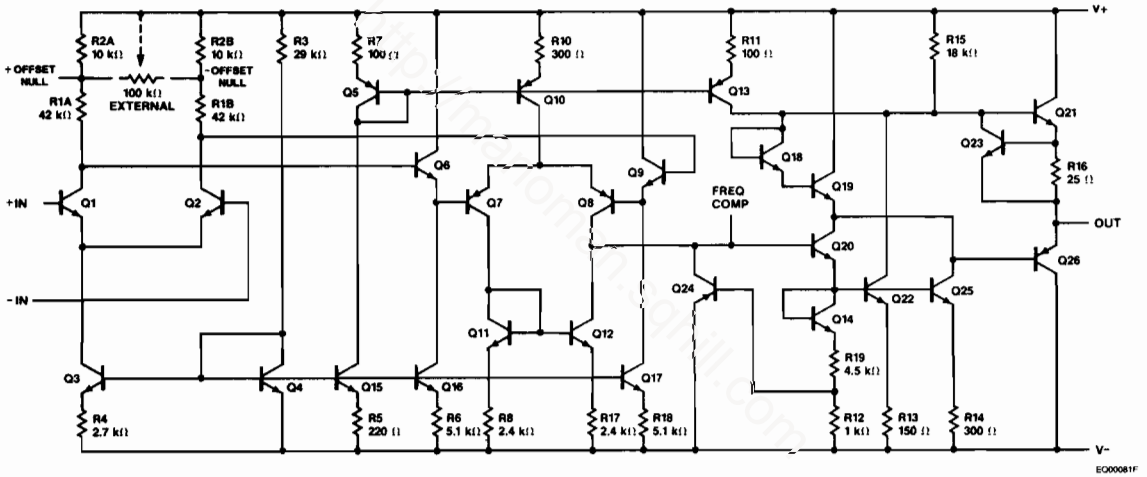 V+
R2A
10 kΩ
R2B
10 kΩ
R3
29 kΩ
R7
100 Ω
R10
300 Ω
R11
100 Ω
R15
18 kΩ
+OFFSET
NULL
-OFFSET
NULL
100 kΩ
EXTERNAL
Q5
Q10
Q13
Q21
R1A
42 kΩ
R1B
42 kΩ
Q23
Q18
Q6
Q9
R16
25 Ω
Q19
FREQ
COMP
+IN
Q1
Q2
Q7
Q8
OUT
Q20
Q26
-IN
Q24
Q22
Q25
Q14
Q11
Q12
R19
4.5 kΩ
Q3
Q4
Q15
Q16
Q17
R4
2.7 kΩ
R5
220 Ω
R6
5.1 kΩ
R8
2.4 kΩ
R17
2.4 kΩ
R18
5.1 kΩ
R12
1 kΩ
R13
150 Ω
R14
300 Ω
V-
EQ00081F